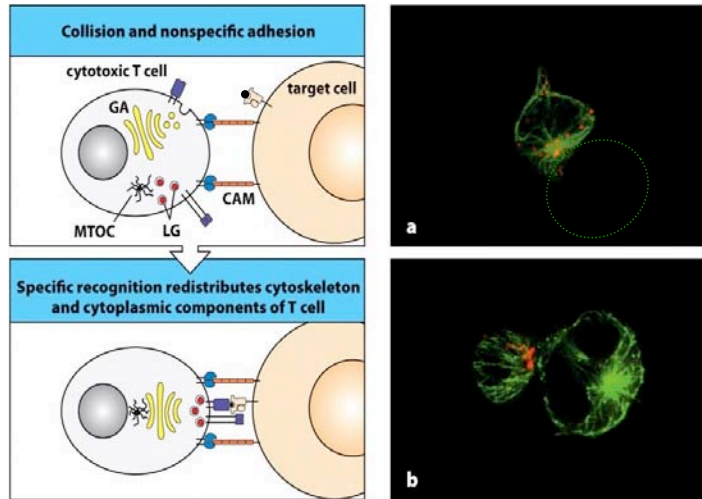 Collision and nonspecific adhesion
cytotoxic T cell
target cell
GA
CAM
MTOC
LG
a
Specific recognition redistributes cytoskeleton
and cytoplasmic components of T cell
b